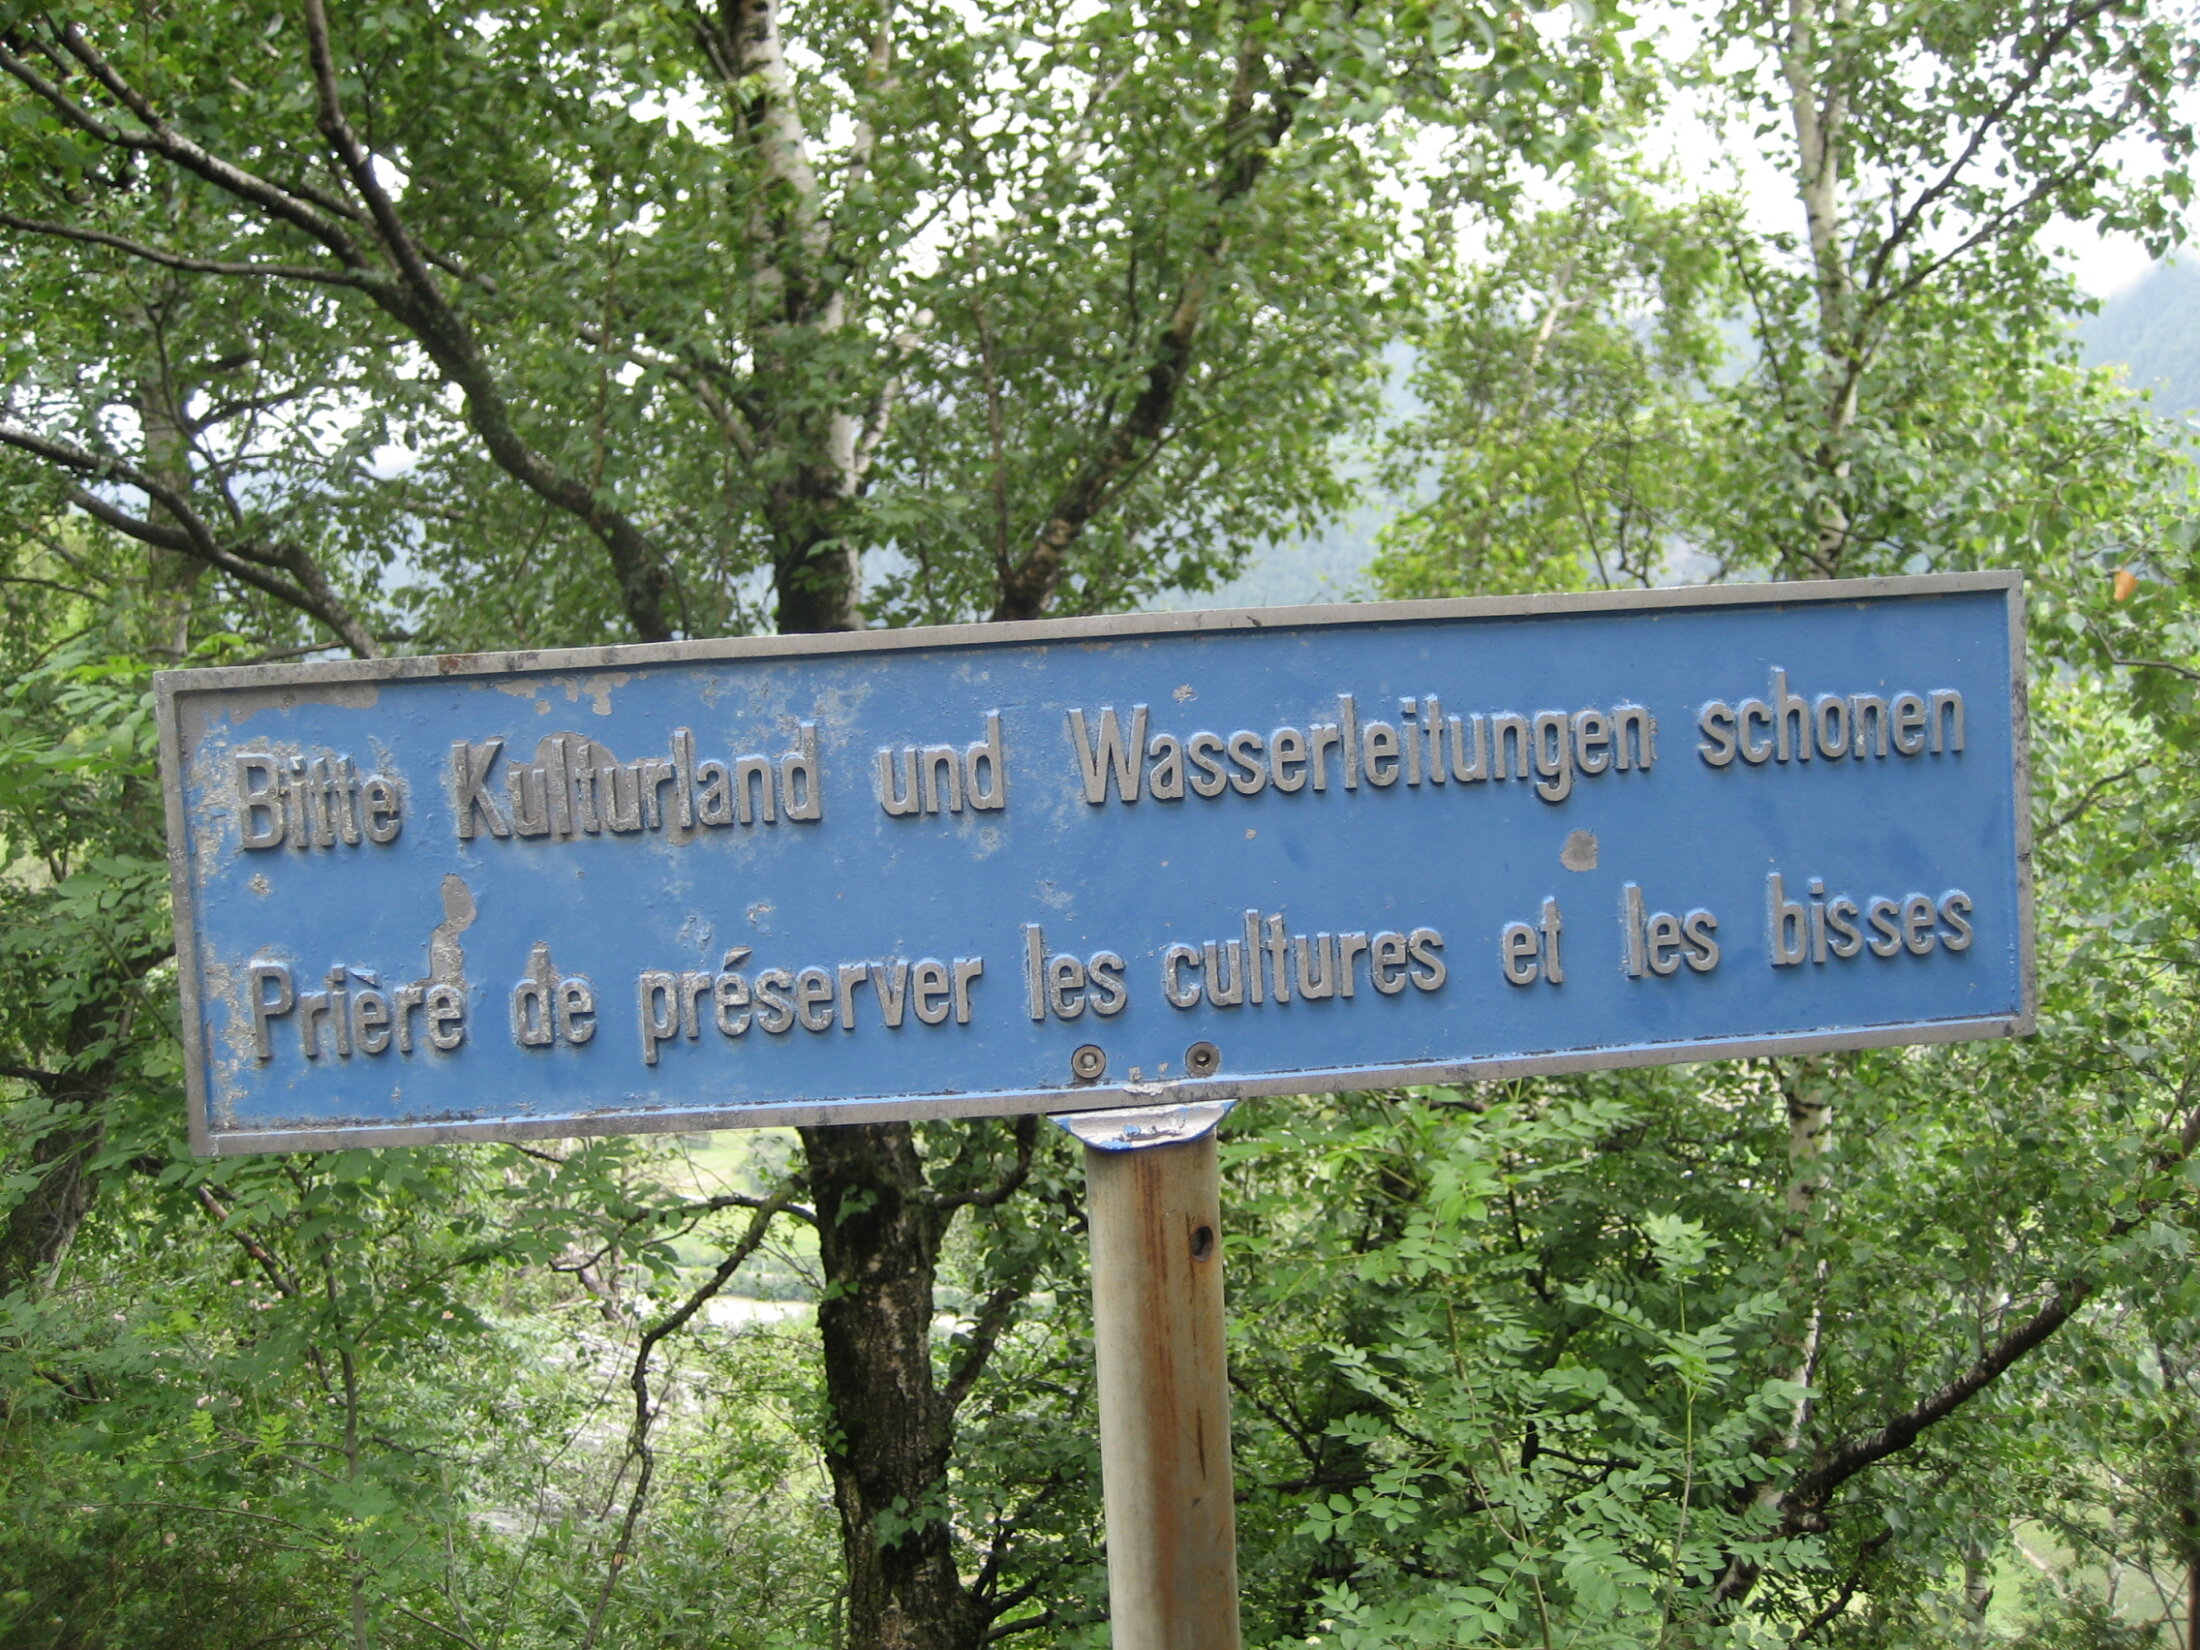 Bitte Kulturland und Wasserleitungen schonen
Prière de préserver les cultures et les bisses